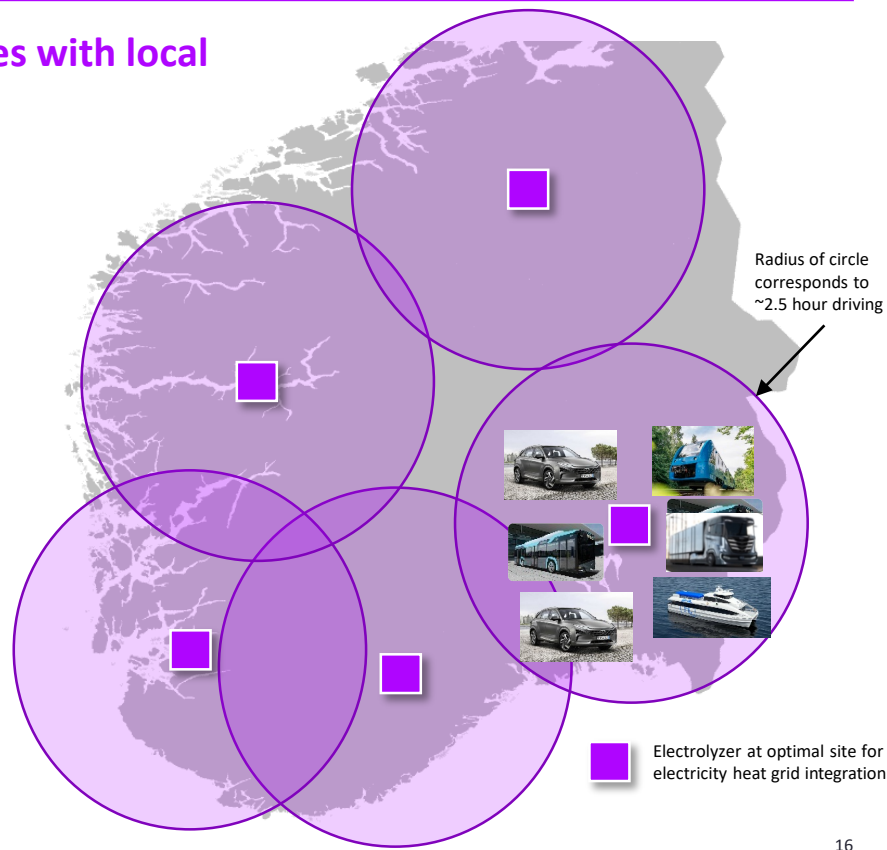 es with local
Radius of circle
corresponds to
~2.5 hour driving
Electrolyzer at optimal site for
electricity heat grid integration
16